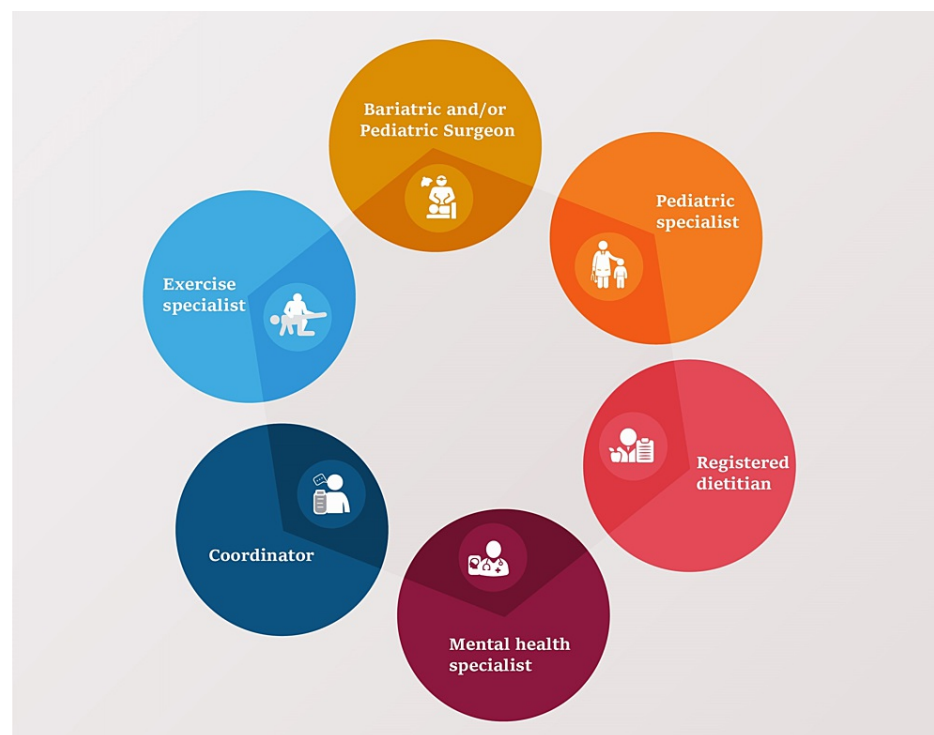 Bariatric and/or
Pediatric Surgeon
Pediatric
specialist
Exercise
specialist
Registered
dietitian
Coordinator
Mental health
specialist